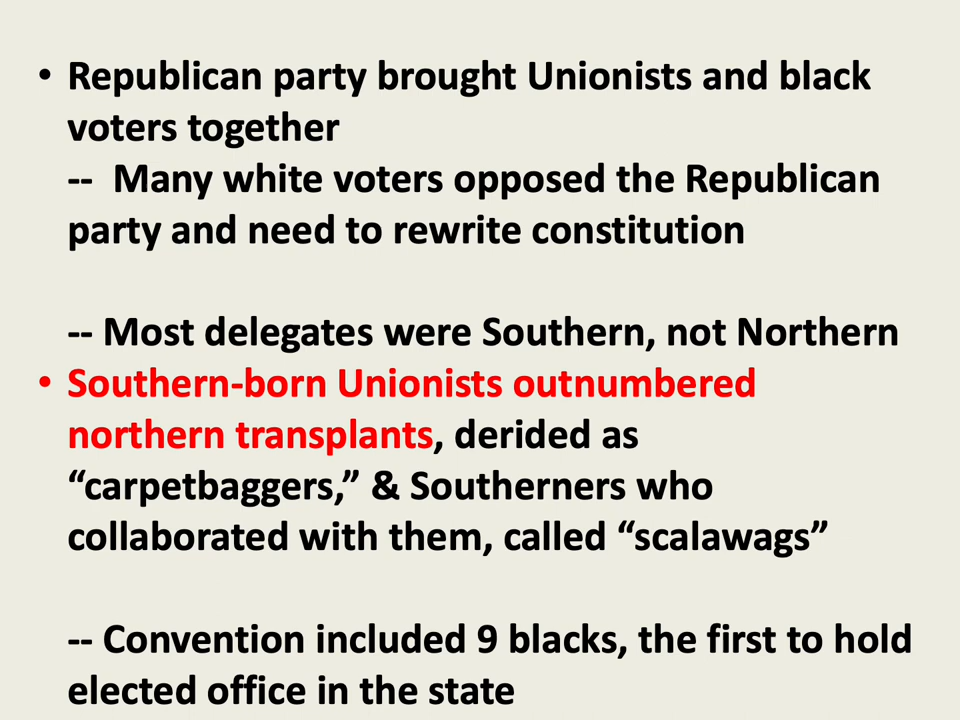 • Republican party brought Unionists and black
voters together
-- Many white voters opposed the Republican
party and need to rewrite constitution
-- Most delegates were Southern, not Northern
• Southern-born Unionists outnumbered
northern transplants, derided as
“carpetbaggers,” & Southerners who
collaborated with them, called “scalawags”
-- Convention included 9 blacks, the first to hold
elected office in the state